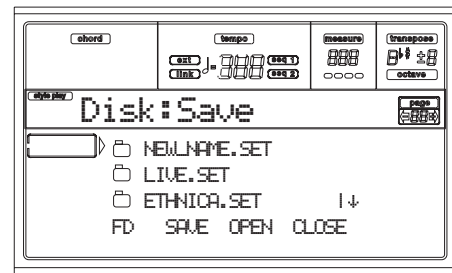 chord tempo measure transpose
ext seq 1
link seq 2
octave
style play Disk:Save page
NEW_NAME.SET
LIVE.SET
ETHNICA.SET
FD SAVE OPEN CLOSE